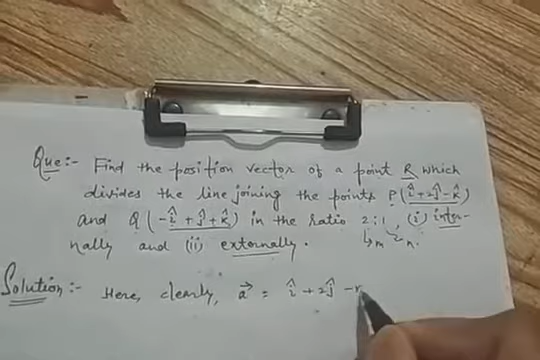 Que:- Find the position vector of a point R which
divides the line joining the points P(î+2ĵ-k̂)
and Q(-î+ĵ+k̂) in the ratio 2:1, (i) inter-
nally and (ii) externally.
↳m ↳n.
Solution:- Here, clearly, a⃗ = î+2ĵ-